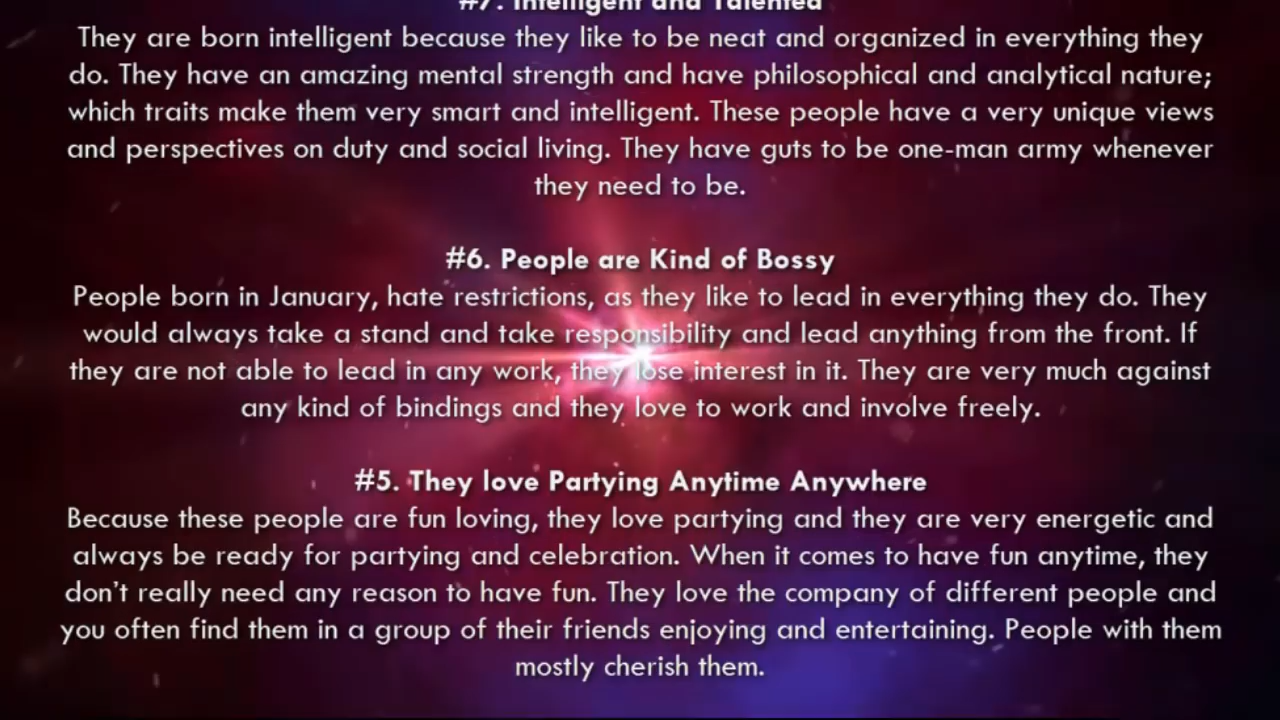 #7. Intelligent and Talented
They are born intelligent because they like to be neat and organized in everything they
do. They have an amazing mental strength and have philosophical and analytical nature;
which traits make them very smart and intelligent. These people have a very unique views
and perspectives on duty and social living. They have guts to be one-man army whenever
they need to be.
#6. People are Kind of Bossy
People born in January, hate restrictions, as they like to lead in everything they do. They
would always take a stand and take responsibility and lead anything from the front. If
they are not able to lead in any work, they lose interest in it. They are very much against
any kind of bindings and they love to work and involve freely.
#5. They love Partying Anytime Anywhere
Because these people are fun loving, they love partying and they are very energetic and
always be ready for partying and celebration. When it comes to have fun anytime, they
don't really need any reason to have fun. They love the company of different people and
you often find them in a group of their friends enjoying and entertaining. People with them
mostly cherish them.